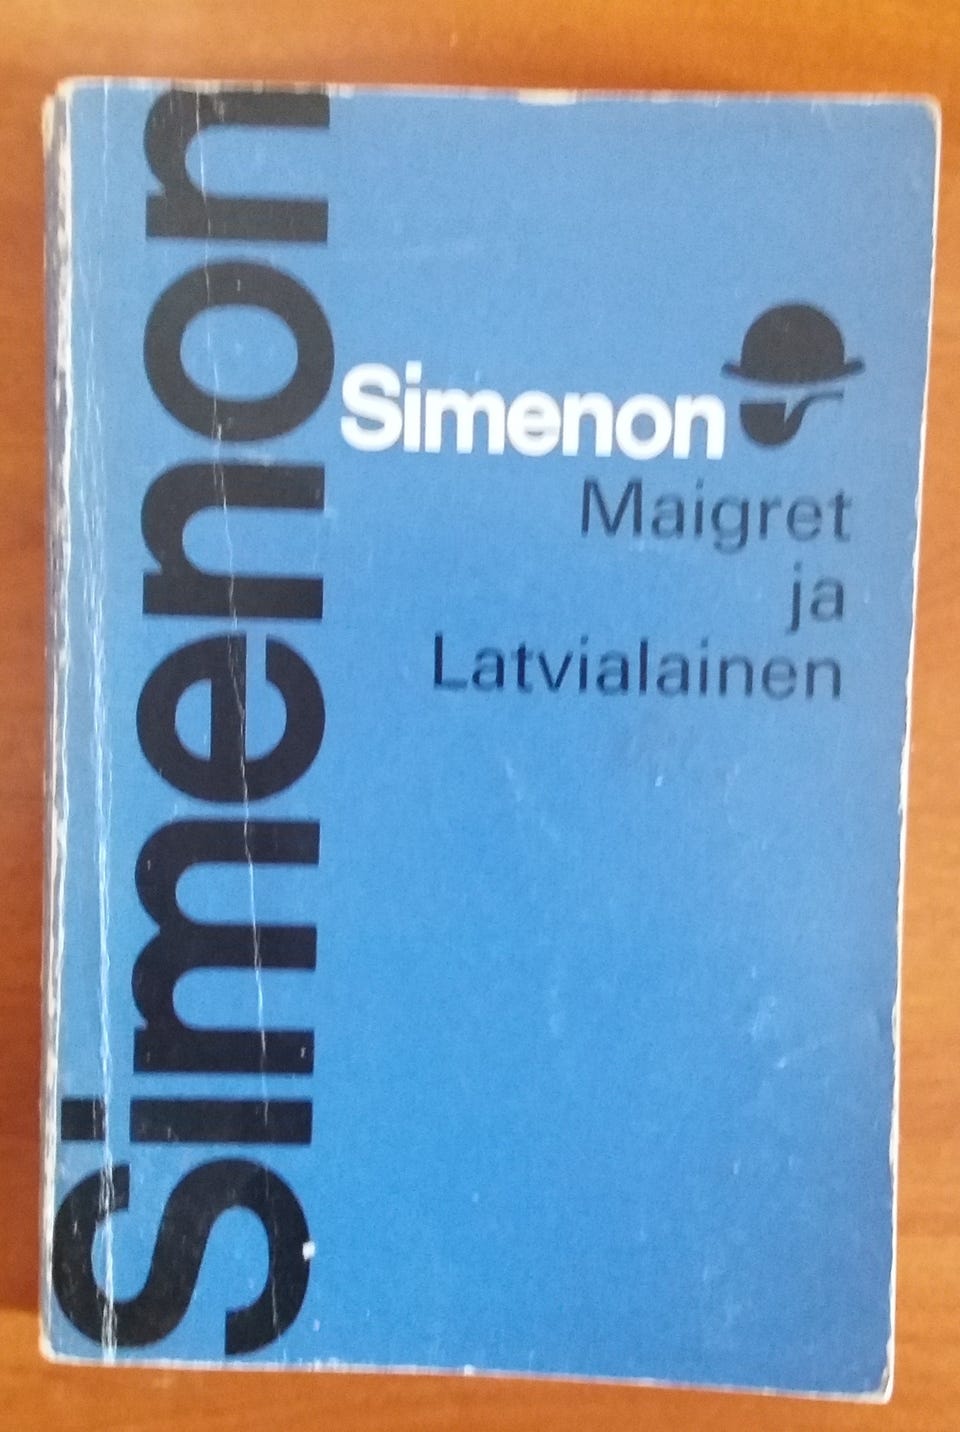 Simenon
Simenon
Maigret
ja
Latvialainen